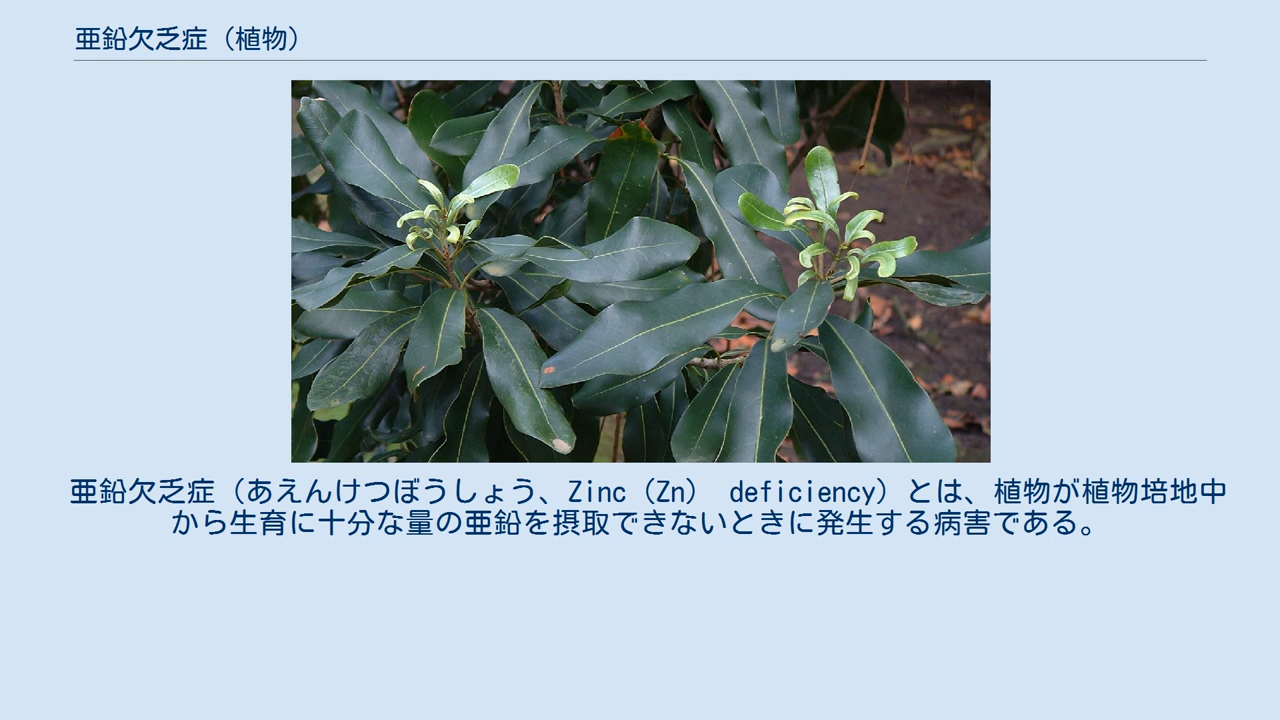 亜鉛欠乏症（植物）
亜鉛欠乏症（あえんけつぼうしょう、Zinc（Zn） deficiency）とは、植物が植物培地中
から生育に十分な量の亜鉛を摂取できないときに発生する病害である。